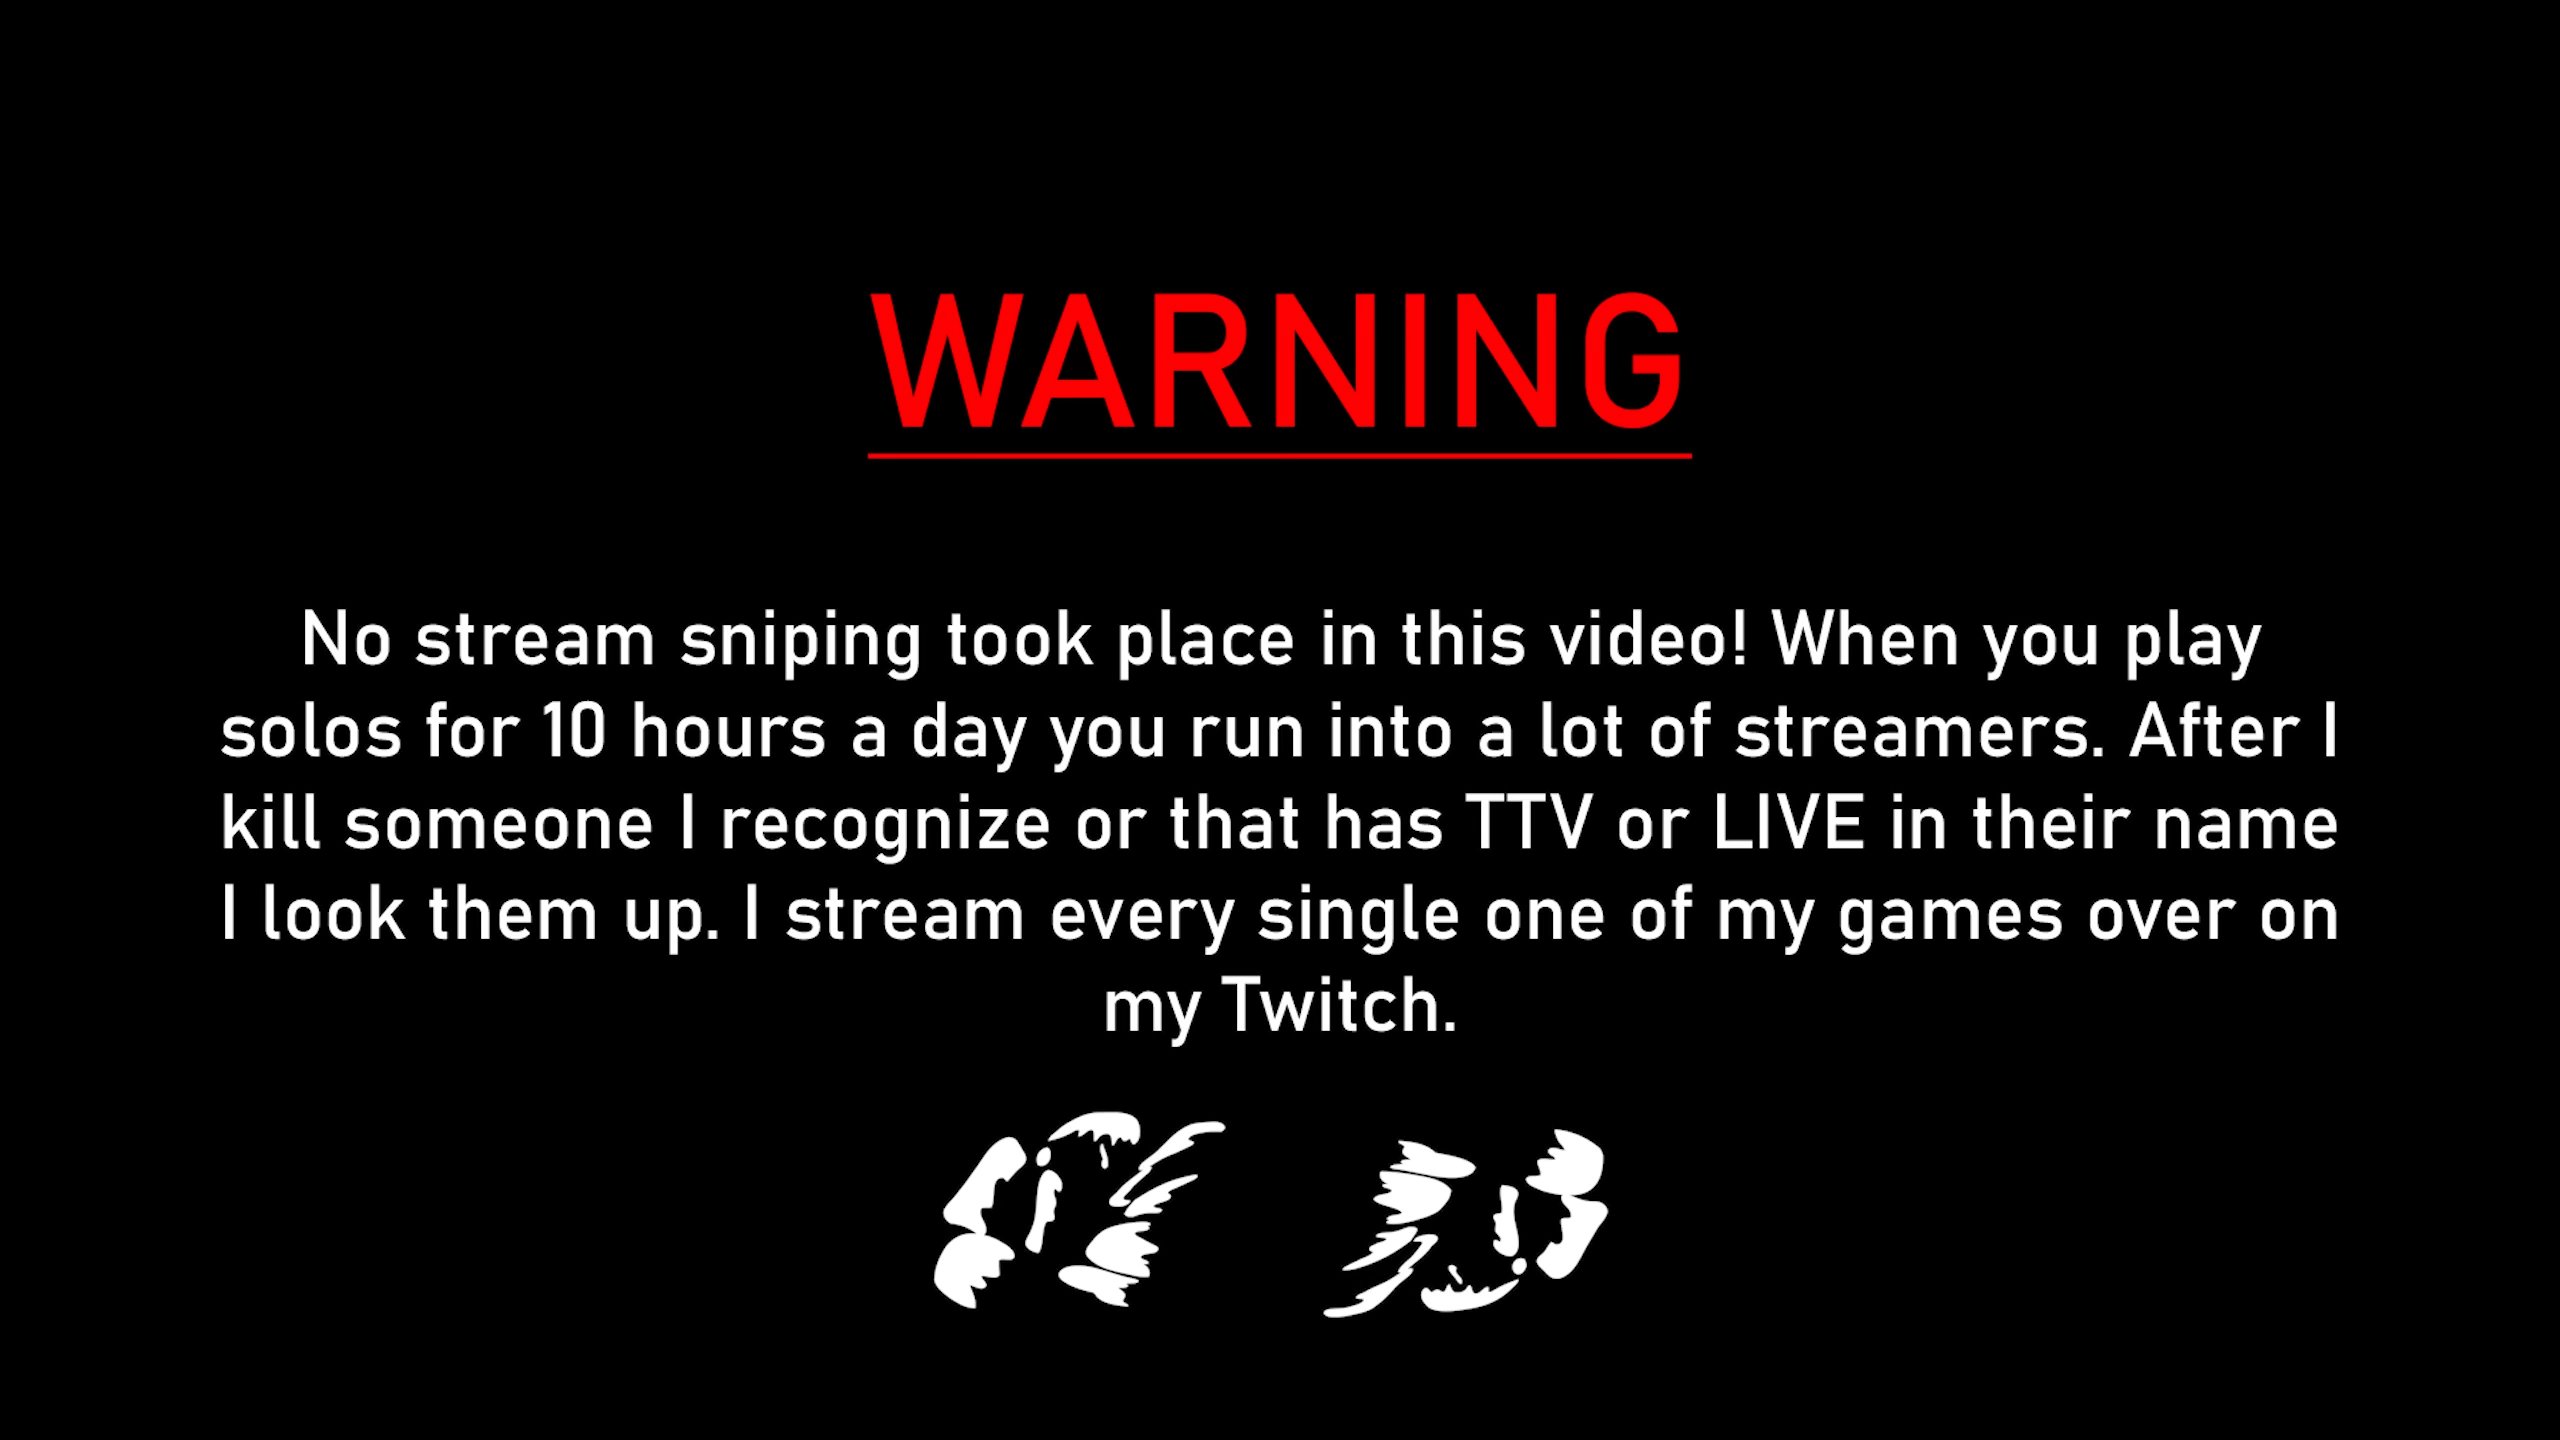 WARNING
No stream sniping took place in this video! When you play
solos for 10 hours a day you run into a lot of streamers. After I
kill someone I recognize or that has TTV or LIVE in their name
I look them up. I stream every single one of my games over on
my Twitch.